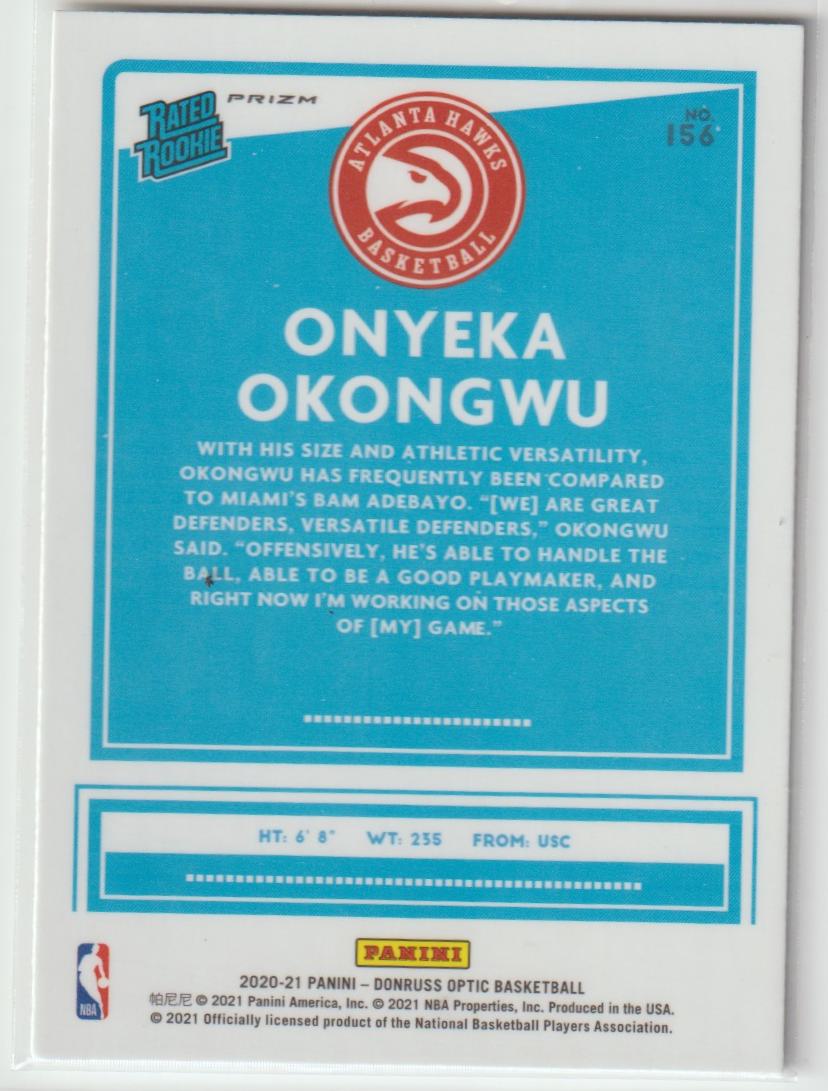 RATED
ROOKIE
PRIZM
ATLANTA HAWKS
BASKETBALL
NO.
156
ONYEKA
OKONGWU
WITH HIS SIZE AND ATHLETIC VERSATILITY,
OKONGWU HAS FREQUENTLY BEEN COMPARED
TO MIAMI'S BAM ADEBAYO. "[WE] ARE GREAT
DEFENDERS, VERSATILE DEFENDERS," OKONGWU
SAID. "OFFENSIVELY, HE'S ABLE TO HANDLE THE
BALL, ABLE TO BE A GOOD PLAYMAKER, AND
RIGHT NOW I'M WORKING ON THOSE ASPECTS
OF [MY] GAME."
HT: 6' 8" WT: 235 FROM: USC
PANINI
NBA
2020-21 PANINI – DONRUSS OPTIC BASKETBALL
帕尼尼 © 2021 Panini America, Inc. © 2021 NBA Properties, Inc. Produced in the USA.
© 2021 Officially licensed product of the National Basketball Players Association.